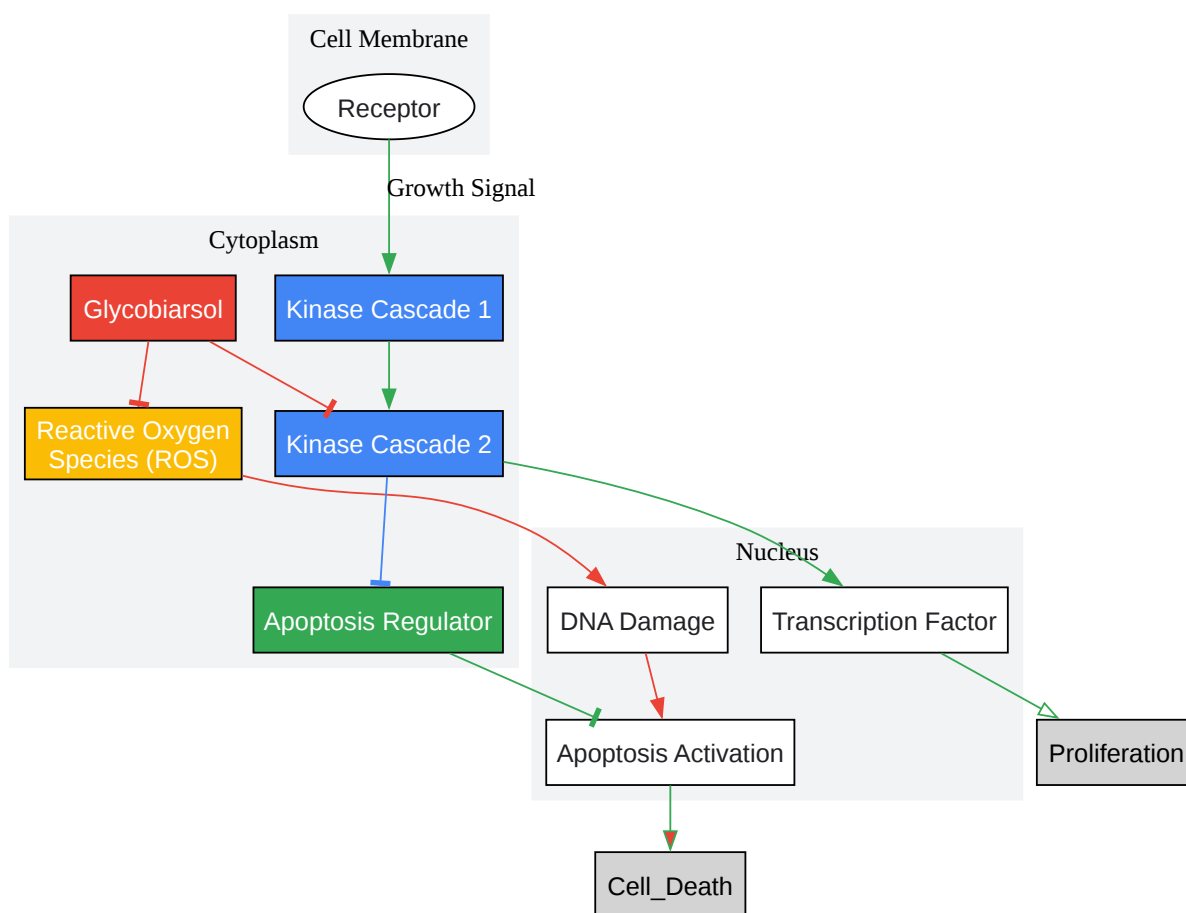 Cell Membrane
Receptor
Growth Signal
Cytoplasm
Glycobiarsol
Kinase Cascade 1
Reactive Oxygen
Species (ROS)
Kinase Cascade 2
Nucleus
Apoptosis Regulator
DNA Damage
Transcription Factor
Apoptosis Activation
Proliferation
Cell_Death